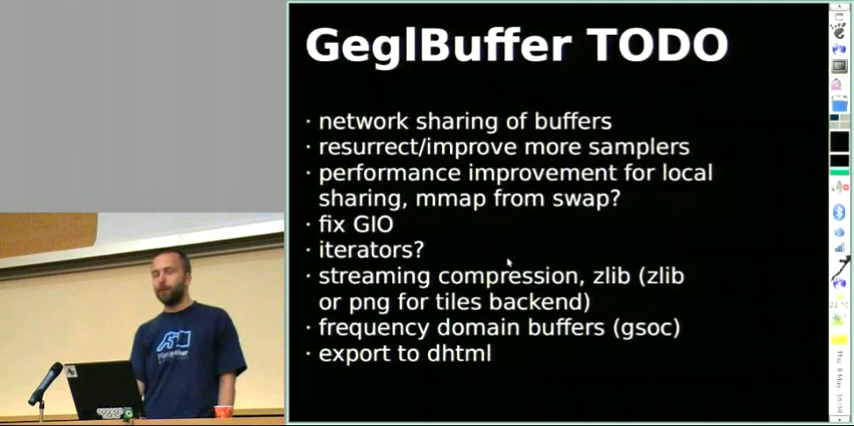 GeglBuffer TODO
· network sharing of buffers
· resurrect/improve more samplers
· performance improvement for local
sharing, mmap from swap?
· fix GIO
· iterators?
· streaming compression, zlib (zlib
or png for tiles backend)
· frequency domain buffers (gsoc)
· export to dhtml